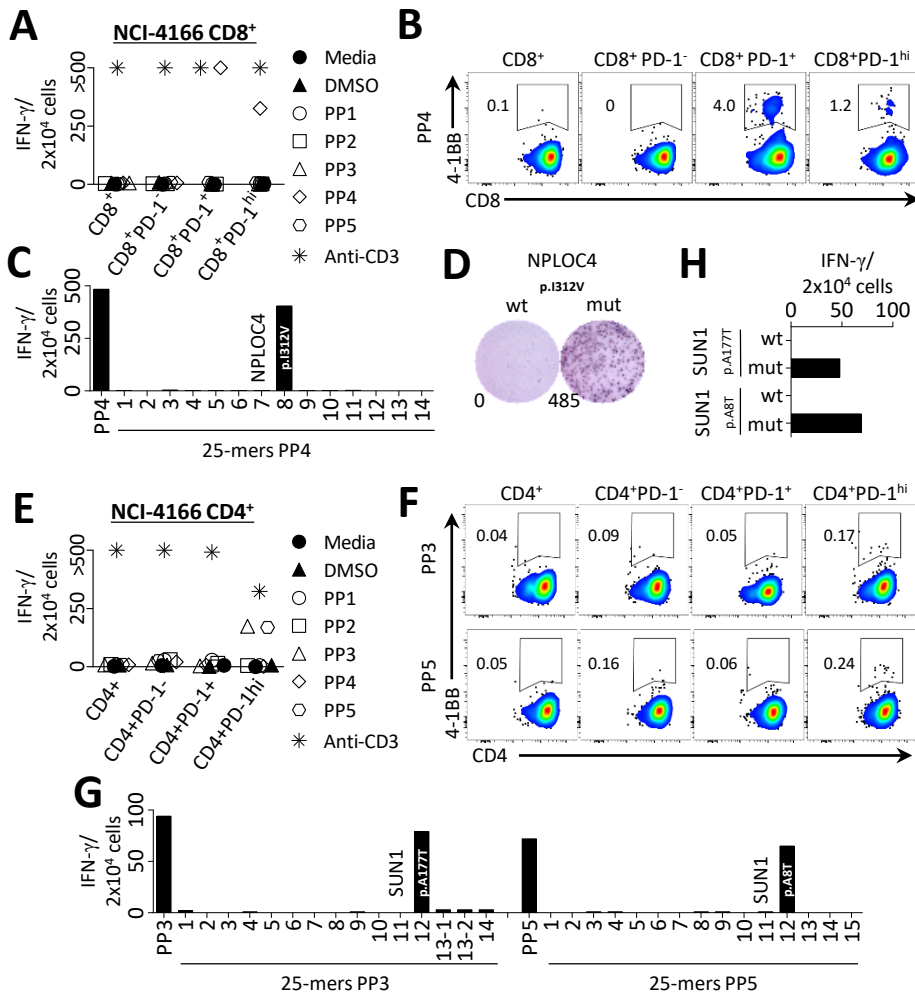 A
NCI-4166 CD8⁺
IFN-γ/
2x10⁴ cells
>500
250
0
CD8⁺
CD8⁺PD-1⁻
CD8⁺PD-1⁺
CD8⁺PD-1ʰⁱ
Media
DMSO
PP1
PP2
PP3
PP4
PP5
Anti-CD3
B
CD8⁺
CD8⁺ PD-1⁻
CD8⁺ PD-1⁺
CD8⁺PD-1ʰⁱ
PP4
4-1BB
0.1
0
4.0
1.2
CD8
C
IFN-γ/
2x10⁴ cells
500
250
0
NPLOC4
p.I312V
PP4
1
2
3
4
5
6
7
8
9
10
11
12
13
14
25-mers PP4
D
NPLOC4
p.I312V
wt
mut
0
485
H
IFN-γ/
2x10⁴ cells
0
50
100
SUN1
p.A177T
wt
mut
SUN1
p.A8T
wt
mut
E
NCI-4166 CD4⁺
IFN-γ/
2x10⁴ cells
>500
250
0
CD4+
CD4+PD-1-
CD4+PD-1+
CD4+PD-1hi
Media
DMSO
PP1
PP2
PP3
PP4
PP5
Anti-CD3
F
CD4⁺
CD4⁺PD-1⁻
CD4⁺PD-1⁺
CD4⁺PD-1ʰⁱ
PP3
0.04
0.09
0.05
0.17
PP5
4-1BB
0.05
0.16
0.06
0.24
CD4
G
IFN-γ/
2x10⁴ cells
100
50
0
SUN1
p.A177T
SUN1
p.A8T
PP3
1
2
3
4
5
6
7
8
9
10
11
12
13-1
13-2
14
PP5
1
2
3
4
5
6
7
8
9
10
11
12
13
14
15
25-mers PP3
25-mers PP5